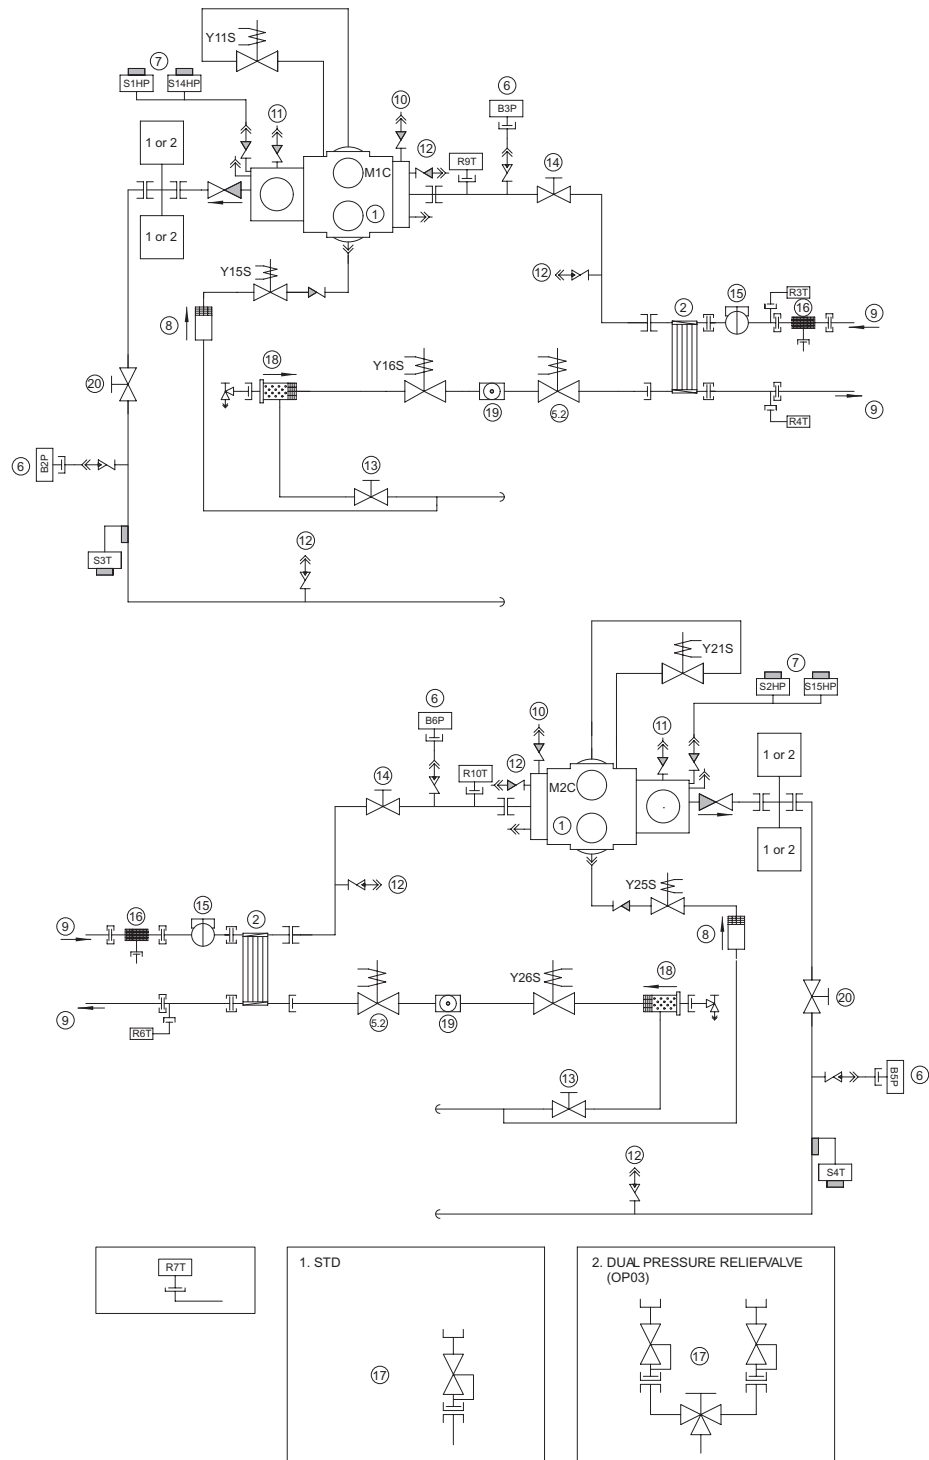 Y11S
7
6
S1HP S14HP
11
10
B3P
12
R9T
14
1 or 2
M1C
1
1 or 2
Y15S
12
8
2
15
R3T
16
9
18
Y16S
20
19
5.2
9
R4T
6
B2P
13
S3T
12
Y21S
7
6
S2HP S15HP
B6P
10
11
14
R10T
12
1 or 2
M2C
1
1 or 2
12
Y25S
16
15
2
9
8
18
Y26S
20
9
R6T
5.2
19
13
B5P
6
12
S4T
R7T
1. STD
2. DUAL PRESSURE RELIEFVALVE
(OP03)
17
17